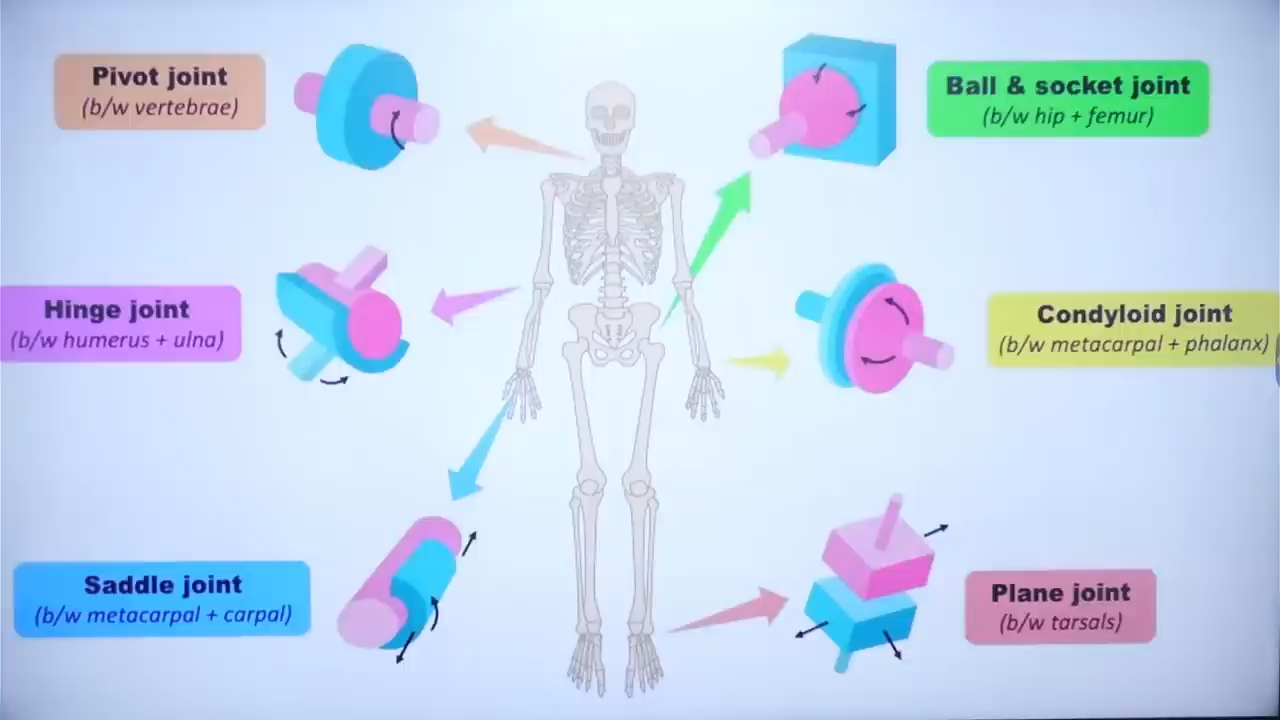 Pivot joint
(b/w vertebrae)
Ball & socket joint
(b/w hip + femur)
Hinge joint
(b/w humerus + ulna)
Condyloid joint
(b/w metacarpal + phalanx)
Saddle joint
(b/w metacarpal + carpal)
Plane joint
(b/w tarsals)